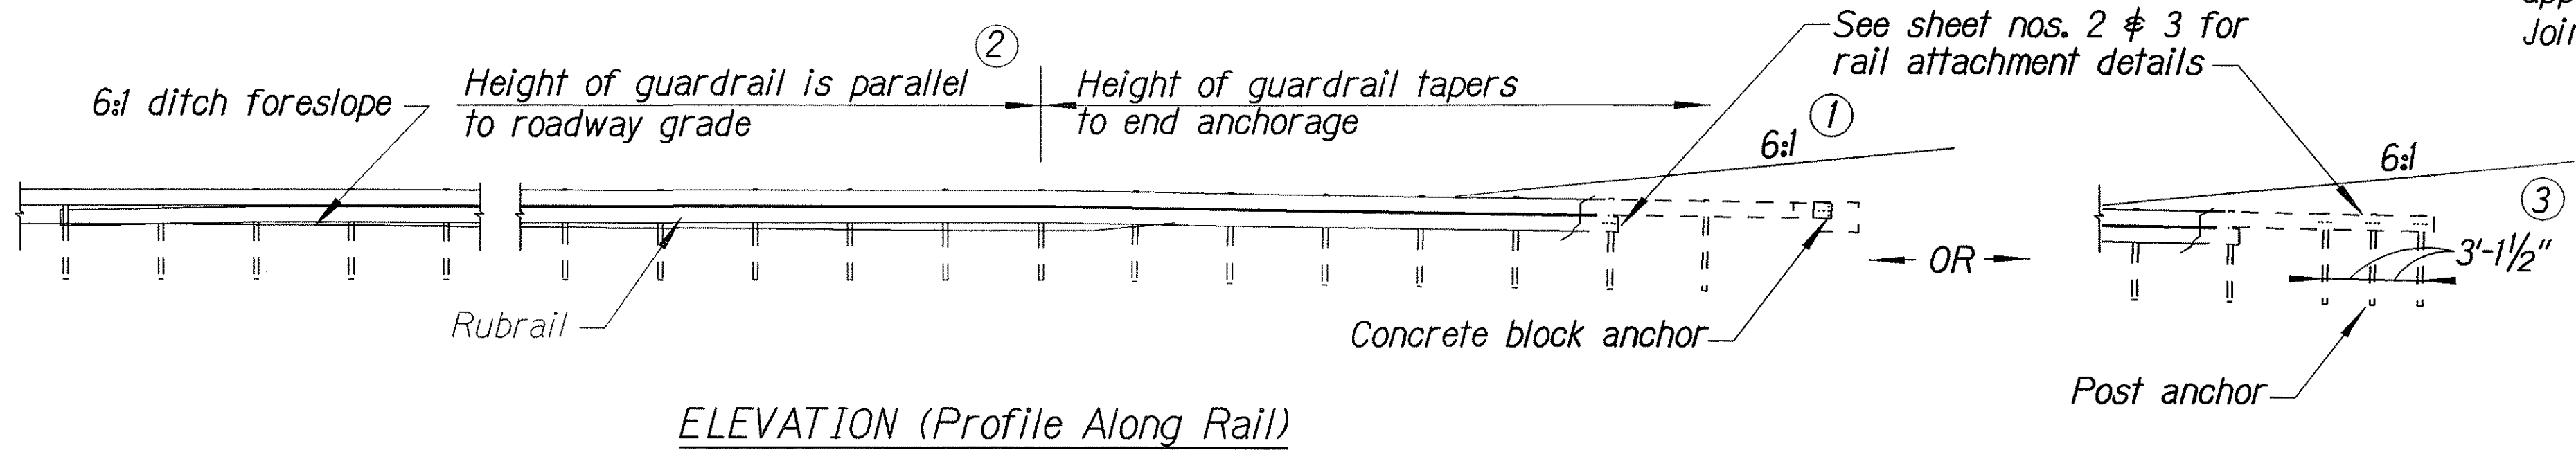 See sheet nos. 2 & 3 for
rail attachment details
Join
②
6:1 ditch foreslope
Height of guardrail is parallel
to roadway grade
Height of guardrail tapers
to end anchorage
①
6:1
6:1
③
OR
3'-1½"
Rubrail
Concrete block anchor
Post anchor
ELEVATION (Profile Along Rail)